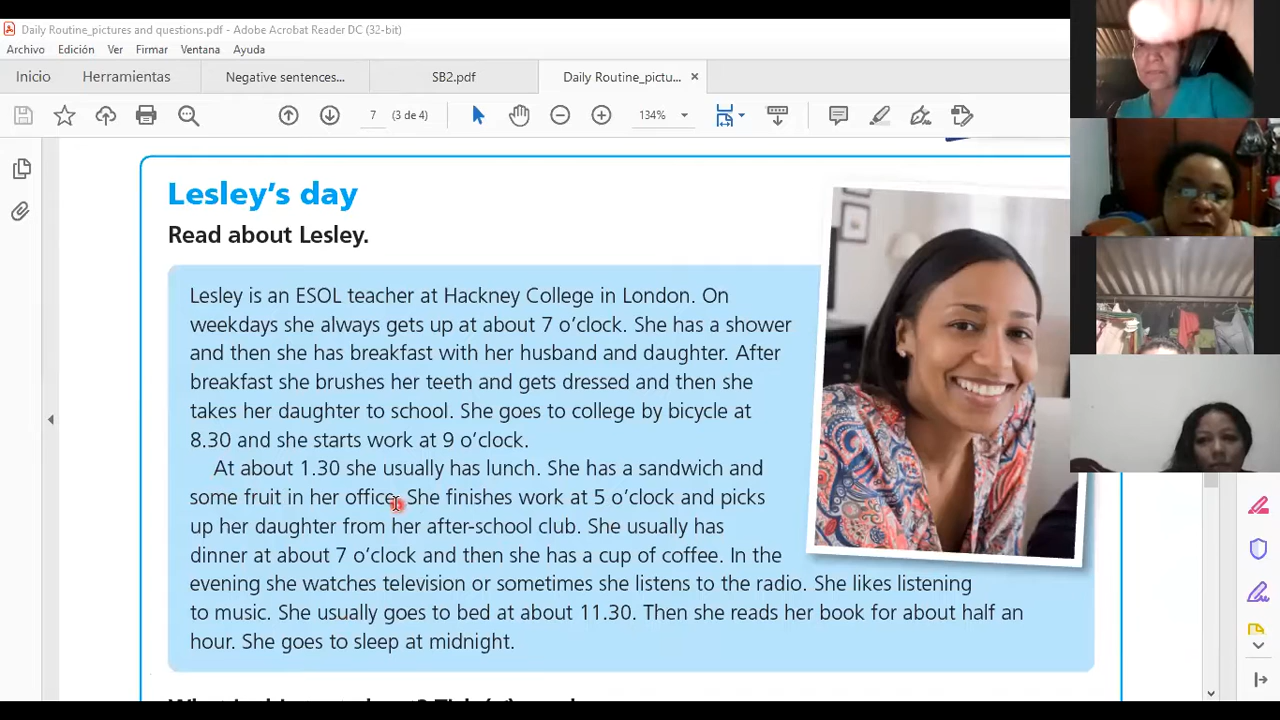 Daily Routine_pictures and questions.pdf - Adobe Acrobat Reader DC (32-bit)
Archivo Edición Ver Firmar Ventana Ayuda
Inicio Herramientas Negative sentences... SB2.pdf Daily Routine_pictu... ×
7 (3 de 4) 134%
Lesley's day
Read about Lesley.
Lesley is an ESOL teacher at Hackney College in London. On
weekdays she always gets up at about 7 o'clock. She has a shower
and then she has breakfast with her husband and daughter. After
breakfast she brushes her teeth and gets dressed and then she
takes her daughter to school. She goes to college by bicycle at
8.30 and she starts work at 9 o'clock.
At about 1.30 she usually has lunch. She has a sandwich and
some fruit in her office. She finishes work at 5 o'clock and picks
up her daughter from her after-school club. She usually has
dinner at about 7 o'clock and then she has a cup of coffee. In the
evening she watches television or sometimes she listens to the radio. She likes listening
to music. She usually goes to bed at about 11.30. Then she reads her book for about half an
hour. She goes to sleep at midnight.